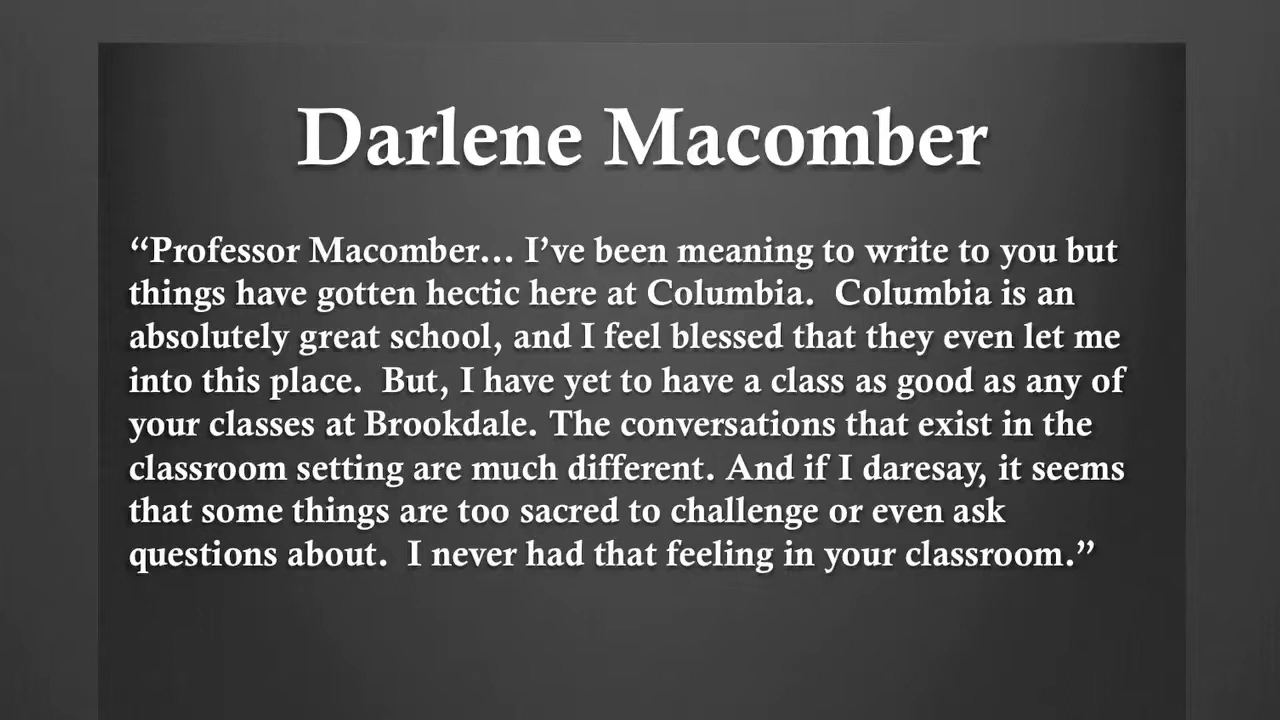 Darlene Macomber
“Professor Macomber… I’ve been meaning to write to you but
things have gotten hectic here at Columbia.  Columbia is an
absolutely great school, and I feel blessed that they even let me
into this place.  But, I have yet to have a class as good as any of
your classes at Brookdale. The conversations that exist in the
classroom setting are much different. And if I daresay, it seems
that some things are too sacred to challenge or even ask
questions about.  I never had that feeling in your classroom.”